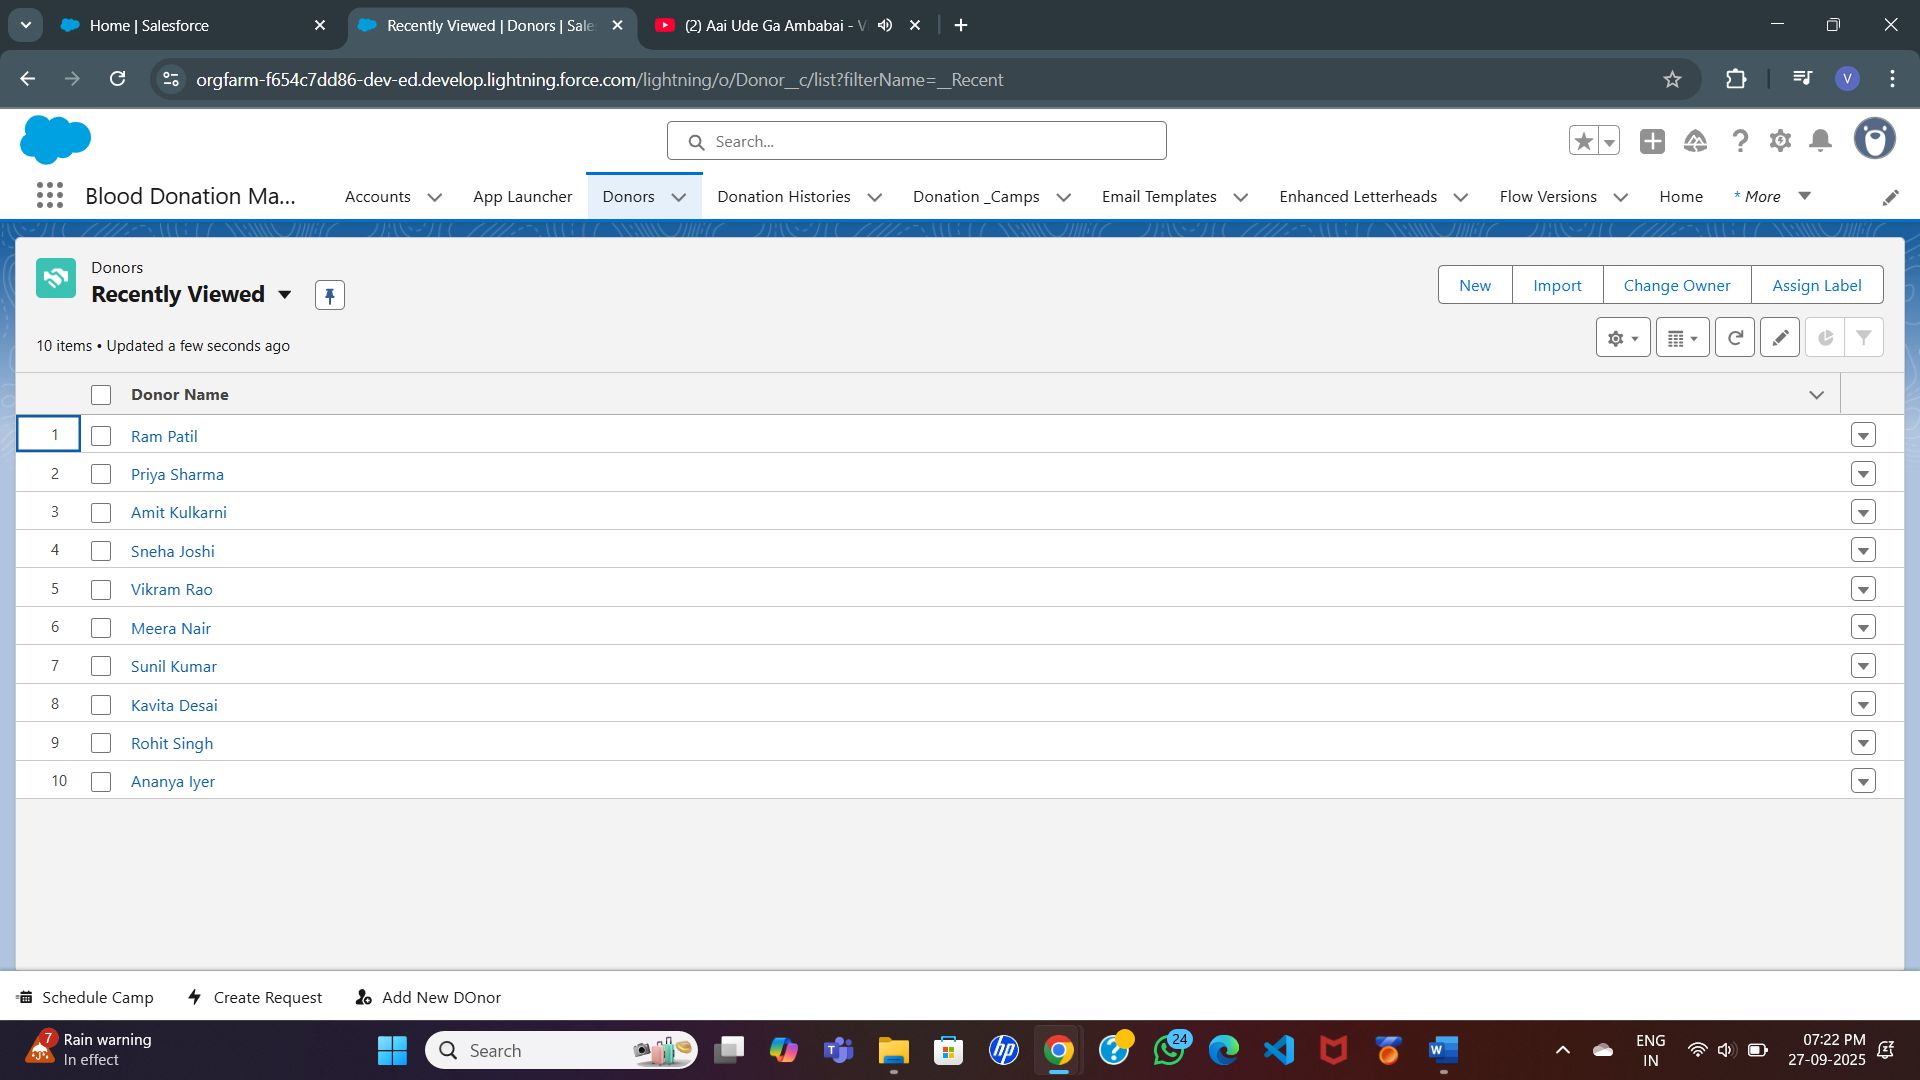 Home | Salesforce
Recently Viewed | Donors | Sale
(2) Aai Ude Ga Ambabai - V
orgfarm-f654c7dd86-dev-ed.develop.lightning.force.com/lightning/o/Donor__c/list?filterName=__Recent
V
Search...
Blood Donation Ma...
Accounts
App Launcher
Donors
Donation Histories
Donation _Camps
Email Templates
Enhanced Letterheads
Flow Versions
Home
* More
Donors
Recently Viewed
New
Import
Change Owner
Assign Label
10 items • Updated a few seconds ago
Donor Name
1 Ram Patil
2 Priya Sharma
3 Amit Kulkarni
4 Sneha Joshi
5 Vikram Rao
6 Meera Nair
7 Sunil Kumar
8 Kavita Desai
9 Rohit Singh
10 Ananya Iyer
Schedule Camp
Create Request
Add New DOnor
7
Rain warning
In effect
Search
24
ENG
IN
07:22 PM
27-09-2025